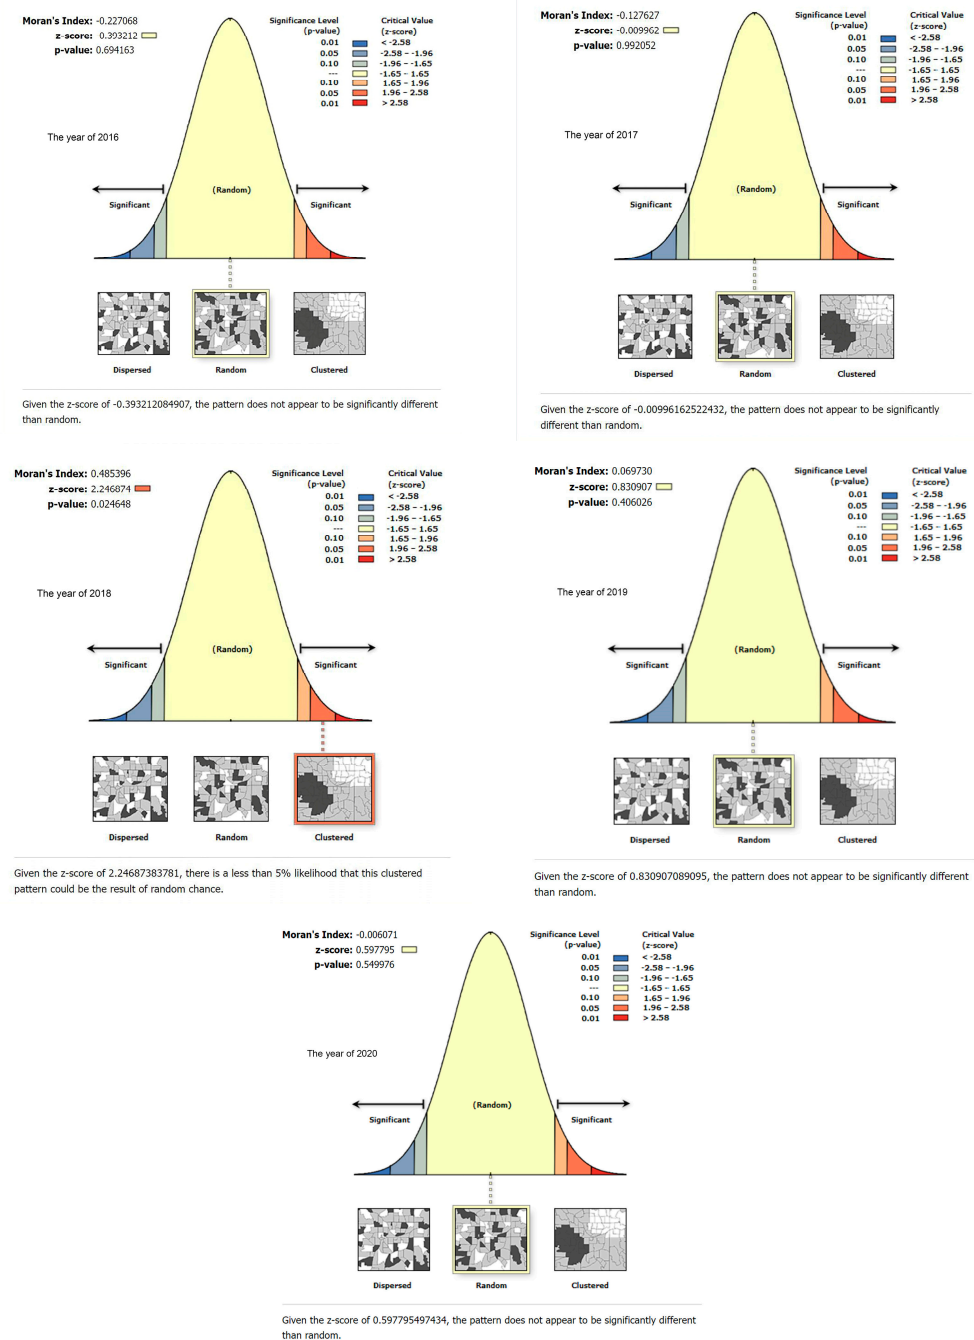 Moran's Index: -0.227068
z-score: -0.393212
p-value: 0.694163
Significance Level
(p-value)
Critical Value
(z-score)
0.01 < -2.58
0.05 -2.58 – -1.96
0.10 -1.96 – -1.65
--- -1.65 – 1.65
0.10 1.65 – 1.96
0.05 1.96 – 2.58
0.01 > 2.58
The year of 2016
(Random)
Significant
Significant
Dispersed
Random
Clustered
Given the z-score of -0.393212084907, the pattern does not appear to be significantly different
than random.
Moran's Index: -0.127627
z-score: -0.009962
p-value: 0.992052
Significance Level
(p-value)
Critical Value
(z-score)
0.01 < -2.58
0.05 -2.58 – -1.96
0.10 -1.96 – -1.65
--- -1.65 – 1.65
0.10 1.65 – 1.96
0.05 1.96 – 2.58
0.01 > 2.58
The year of 2017
(Random)
Significant
Significant
Dispersed
Random
Clustered
Given the z-score of -0.00996162522432, the pattern does not appear to be significantly
different than random.
Moran's Index: 0.485396
z-score: 2.246874
p-value: 0.024648
Significance Level
(p-value)
Critical Value
(z-score)
0.01 < -2.58
0.05 -2.58 – -1.96
0.10 -1.96 – -1.65
--- -1.65 – 1.65
0.10 1.65 – 1.96
0.05 1.96 – 2.58
0.01 > 2.58
The year of 2018
(Random)
Significant
Significant
Dispersed
Random
Clustered
Given the z-score of 2.24687383781, there is a less than 5% likelihood that this clustered
pattern could be the result of random chance.
Moran's Index: 0.069730
z-score: 0.830907
p-value: 0.406026
Significance Level
(p-value)
Critical Value
(z-score)
0.01 < -2.58
0.05 -2.58 – -1.96
0.10 -1.96 – -1.65
--- -1.65 – 1.65
0.10 1.65 – 1.96
0.05 1.96 – 2.58
0.01 > 2.58
The year of 2019
(Random)
Significant
Significant
Dispersed
Random
Clustered
Given the z-score of 0.830907089095, the pattern does not appear to be significantly different
than random.
Moran's Index: -0.006071
z-score: 0.597795
p-value: 0.549976
Significance Level
(p-value)
Critical Value
(z-score)
0.01 < -2.58
0.05 -2.58 – -1.96
0.10 -1.96 – -1.65
--- -1.65 – 1.65
0.10 1.65 – 1.96
0.05 1.96 – 2.58
0.01 > 2.58
The year of 2020
(Random)
Significant
Significant
Dispersed
Random
Clustered
Given the z-score of 0.597795497434, the pattern does not appear to be significantly different
than random.